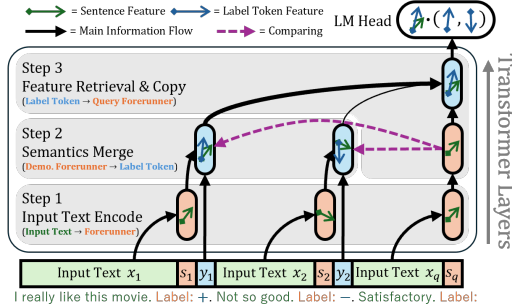 = Sentence Feature = Label Token Feature
= Main Information Flow = Comparing
LM Head
·( , )
Step 3
Feature Retrieval & Copy
(Label Token → Query Forerunner)
Step 2
Semantics Merge
(Demo. Forerunner → Label Token)
Step 1
Input Text Encode
(Input Text → Forerunner)
Transformer Layers
Input Text x₁ s₁ y₁ Input Text x₂ s₂ y₂ Input Text x_q s_q
I really like this movie. Label: +. Not so good. Label: −. Satisfactory. Label: